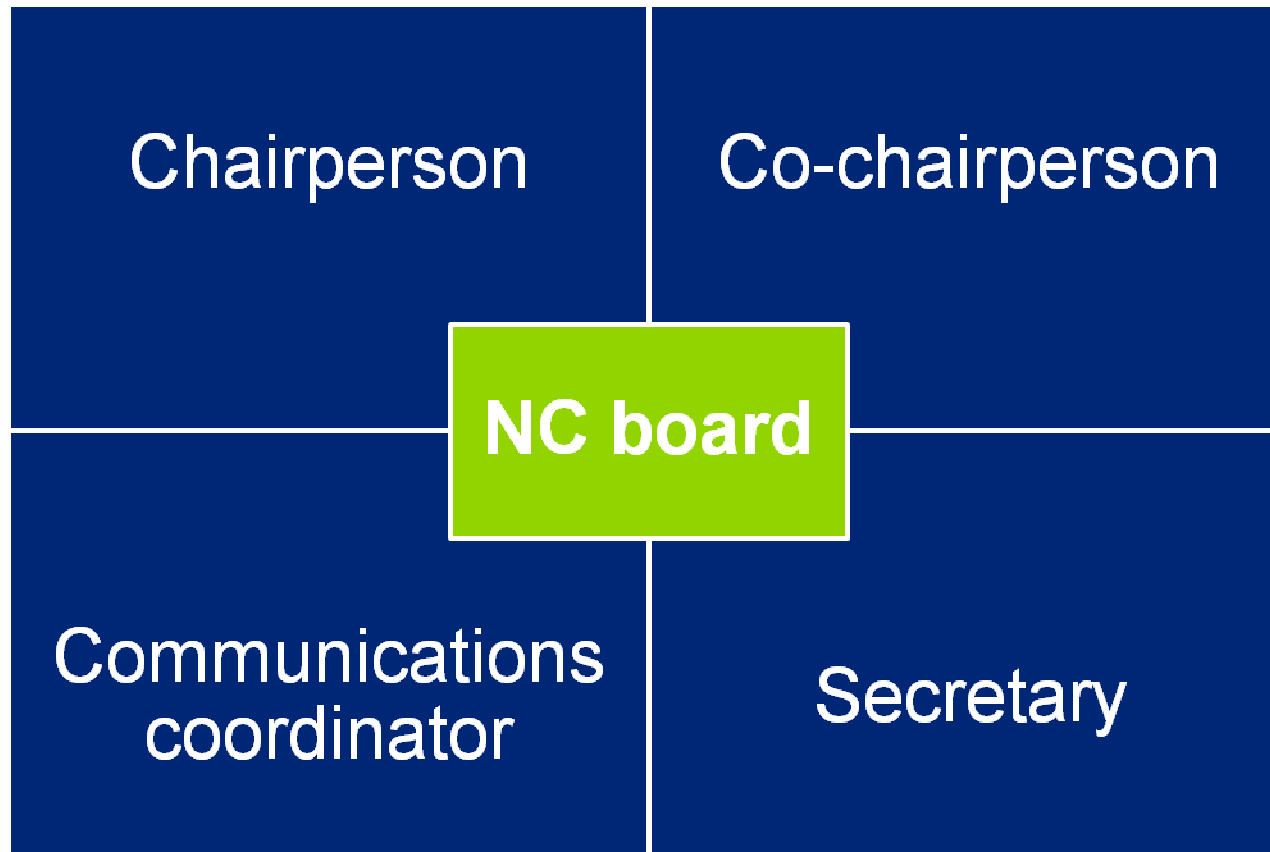 Chairperson
Co-chairperson
NC board
Communications
coordinator
Secretary